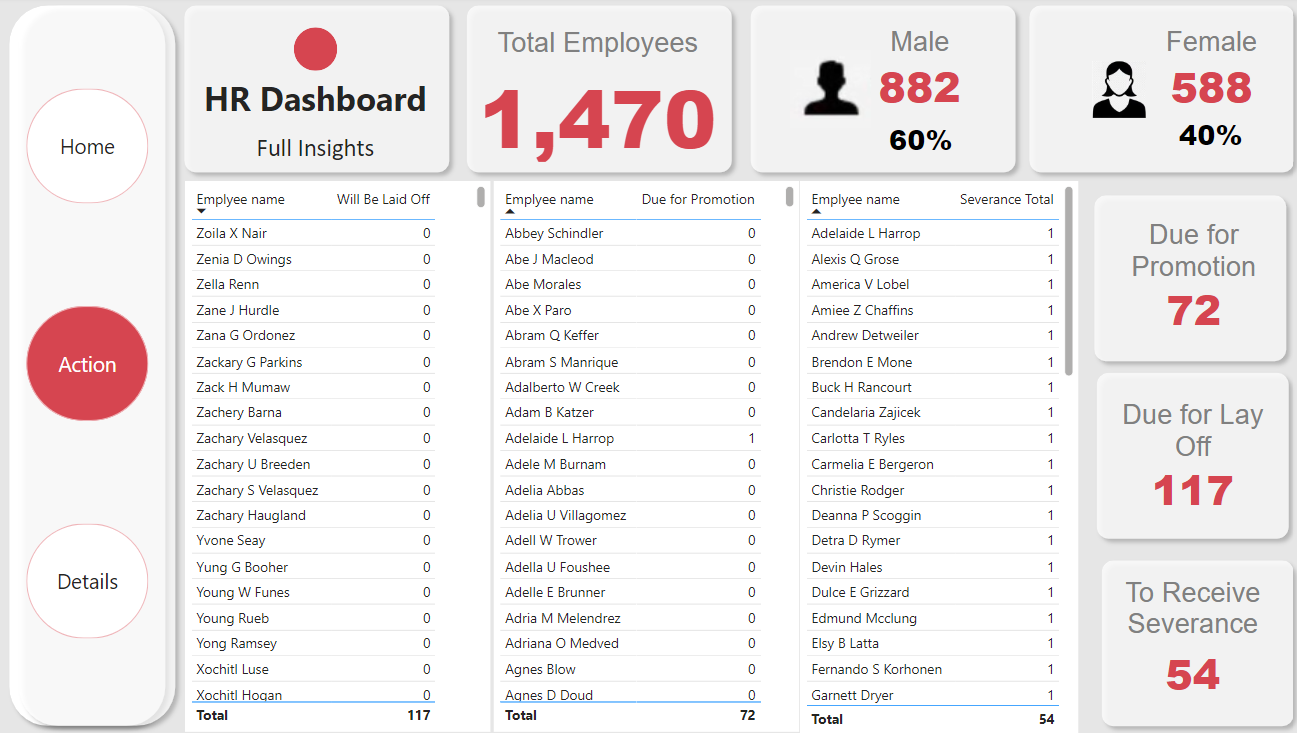 Home
Action
Details
HR Dashboard
Full Insights
Total Employees
1,470
Male
882
60%
Female
588
40%
Emplyee name Will Be Laid Off
Zoila X Nair 0
Zenia D Owings 0
Zella Renn 0
Zane J Hurdle 0
Zana G Ordonez 0
Zackary G Parkins 0
Zack H Mumaw 0
Zachery Barna 0
Zachary Velasquez 0
Zachary U Breeden 0
Zachary S Velasquez 0
Zachary Haugland 0
Yvone Seay 0
Yung G Booher 0
Young W Funes 0
Young Rueb 0
Yong Ramsey 0
Xochitl Luse 0
Xochitl Hogan 0
Total 117
Emplyee name Due for Promotion
Abbey Schindler 0
Abe J Macleod 0
Abe Morales 0
Abe X Paro 0
Abram Q Keffer 0
Abram S Manrique 0
Adalberto W Creek 0
Adam B Katzer 0
Adelaide L Harrop 1
Adele M Burnam 0
Adelia Abbas 0
Adelia U Villagomez 0
Adell W Trower 0
Adella U Foushee 0
Adelle E Brunner 0
Adria M Melendrez 0
Adriana O Medved 0
Agnes Blow 0
Agnes D Doud 0
Total 72
Emplyee name Severance Total
Adelaide L Harrop 1
Alexis Q Grose 1
America V Lobel 1
Amiee Z Chaffins 1
Andrew Detweiler 1
Brendon E Mone 1
Buck H Rancourt 1
Candelaria Zajicek 1
Carlotta T Ryles 1
Carmelia E Bergeron 1
Christie Rodger 1
Deanna P Scoggin 1
Detra D Rymer 1
Devin Hales 1
Dulce E Grizzard 1
Edmund Mcclung 1
Elsy B Latta 1
Fernando S Korhonen 1
Garnett Dryer 1
Total 54
Due for
Promotion
72
Due for Lay
Off
117
To Receive
Severance
54